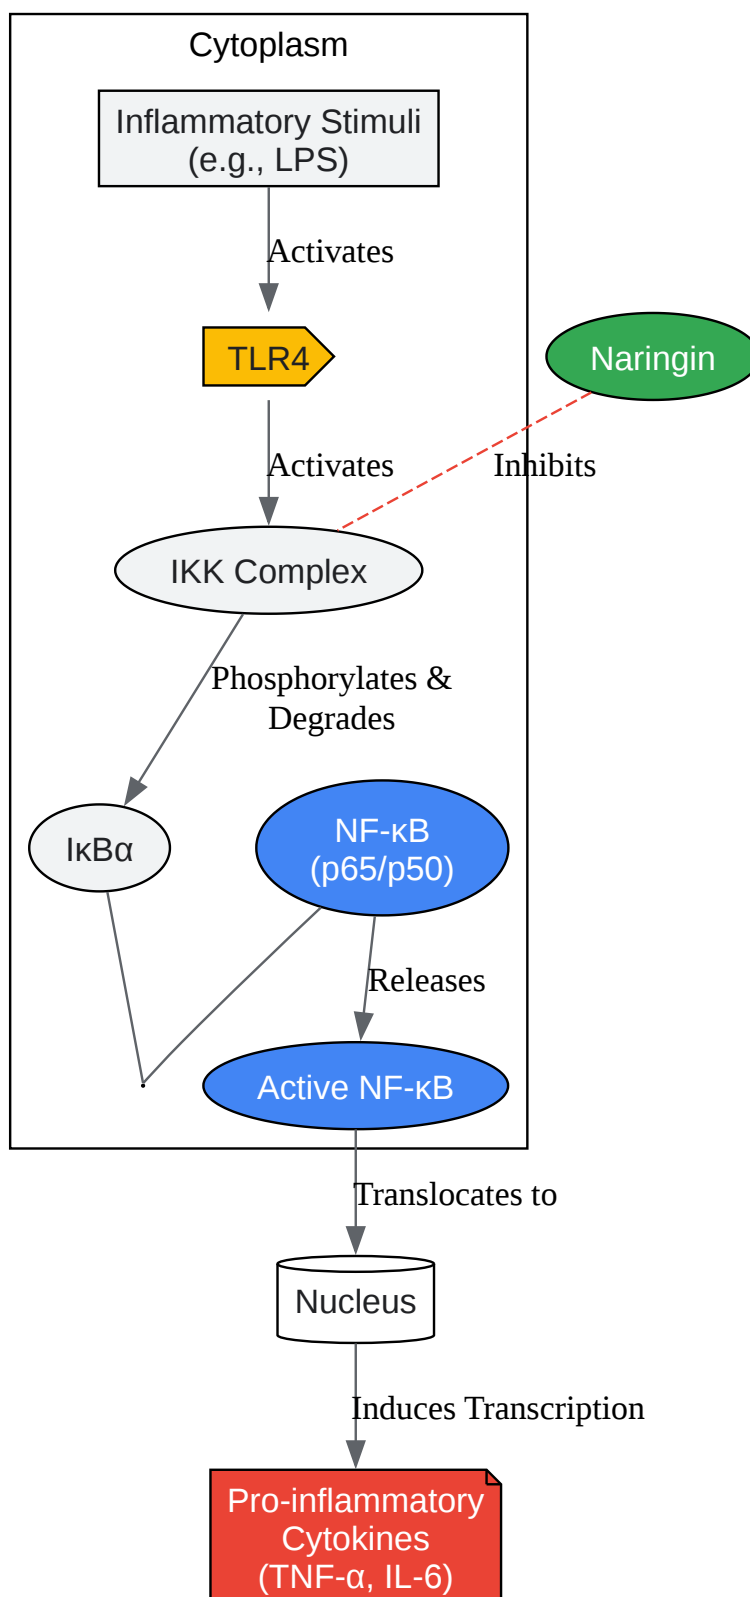 Cytoplasm
Inflammatory Stimuli
(e.g., LPS)
Activates
TLR4
Naringin
Activates
Inhibits
IKK Complex
Phosphorylates &
Degrades
IκBα
NF-κB
(p65/p50)
Releases
Active NF-κB
Translocates to
Nucleus
Induces Transcription
Pro-inflammatory
Cytokines
(TNF-α, IL-6)